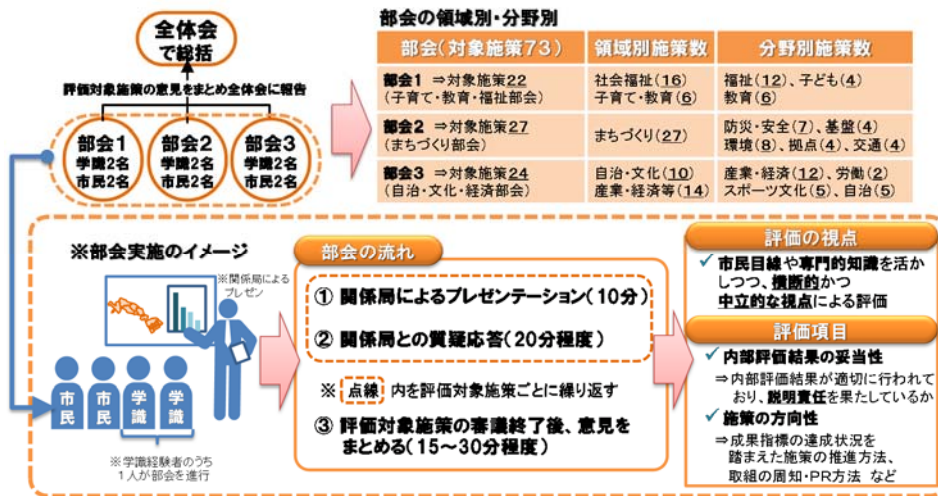 全体会
で総括
評価対象施策の意見をまとめ全体会に報告
部会1
学識2名
市民2名
部会2
学識2名
市民2名
部会3
学識2名
市民2名
部会の領域別・分野別
部会(対象施策73)
領域別施策数
分野別施策数
部会1 ⇒対象施策22
(子育て・教育・福祉部会)
社会福祉(16)
子育て・教育(6)
福祉(12)、子ども(4)
教育(6)
部会2 ⇒対象施策27
(まちづくり部会)
まちづくり(27)
防災・安全(7)、基盤(4)
環境(8)、拠点(4)、交通(4)
部会3 ⇒対象施策24
(自治・文化・経済部会)
自治・文化(10)
産業・経済等(14)
産業・経済(12)、労働(2)
スポーツ文化(5)、自治(5)
※部会実施のイメージ
※関係局による
プレゼン
市民
市民
学識
学識
※学識経験者のうち
1人が部会を進行
部会の流れ
① 関係局によるプレゼンテーション(10分)
② 関係局との質疑応答(20分程度)
※ 点線 内を評価対象施策ごとに繰り返す
③ 評価対象施策の審議終了後、意見を
まとめる(15～30分程度)
評価の視点
✓ 市民目線や専門的知識を活か
しつつ、横断的かつ
中立的な視点による評価
評価項目
✓ 内部評価結果の妥当性
⇒内部評価結果が適切に行われて
おり、説明責任を果たしているか
✓ 施策の方向性
⇒成果指標の達成状況を
踏まえた施策の推進方法、
取組の周知・PR方法 など